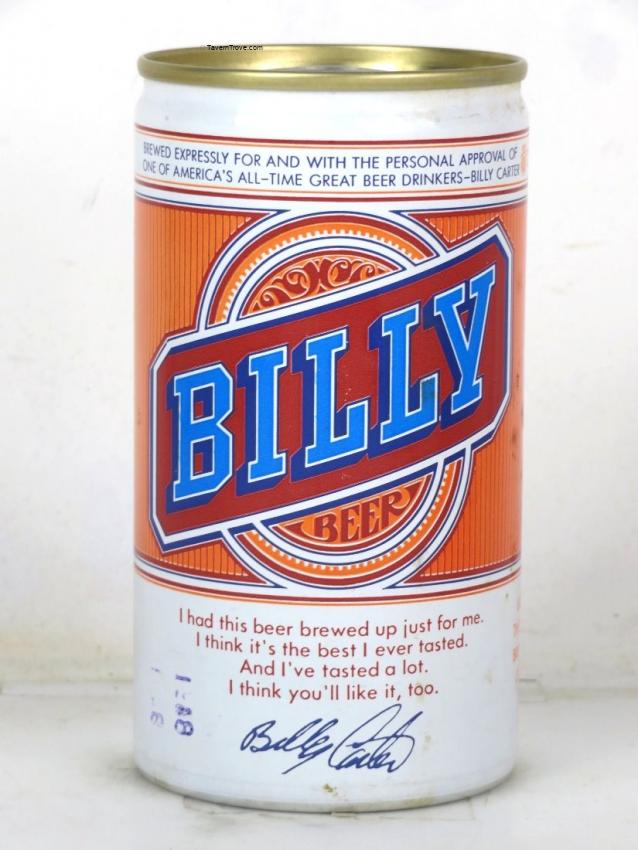 © TavernTrove.com
BREWED EXPRESSLY FOR AND WITH THE PERSONAL APPROVAL OF
ONE OF AMERICA'S ALL-TIME GREAT BEER DRINKERS-BILLY CARTER
BILLY
BEER
I had this beer brewed up just for me.
I think it's the best I ever tasted.
And I've tasted a lot.
I think you'll like it, too.
Billy Carter